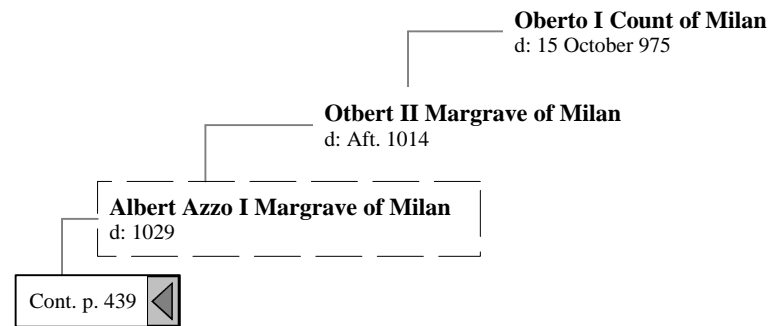 Oberto I Count of Milan
d: 15 October 975
Otbert II Margrave of Milan
d: Aft. 1014
Albert Azzo I Margrave of Milan
d: 1029
Cont. p. 439